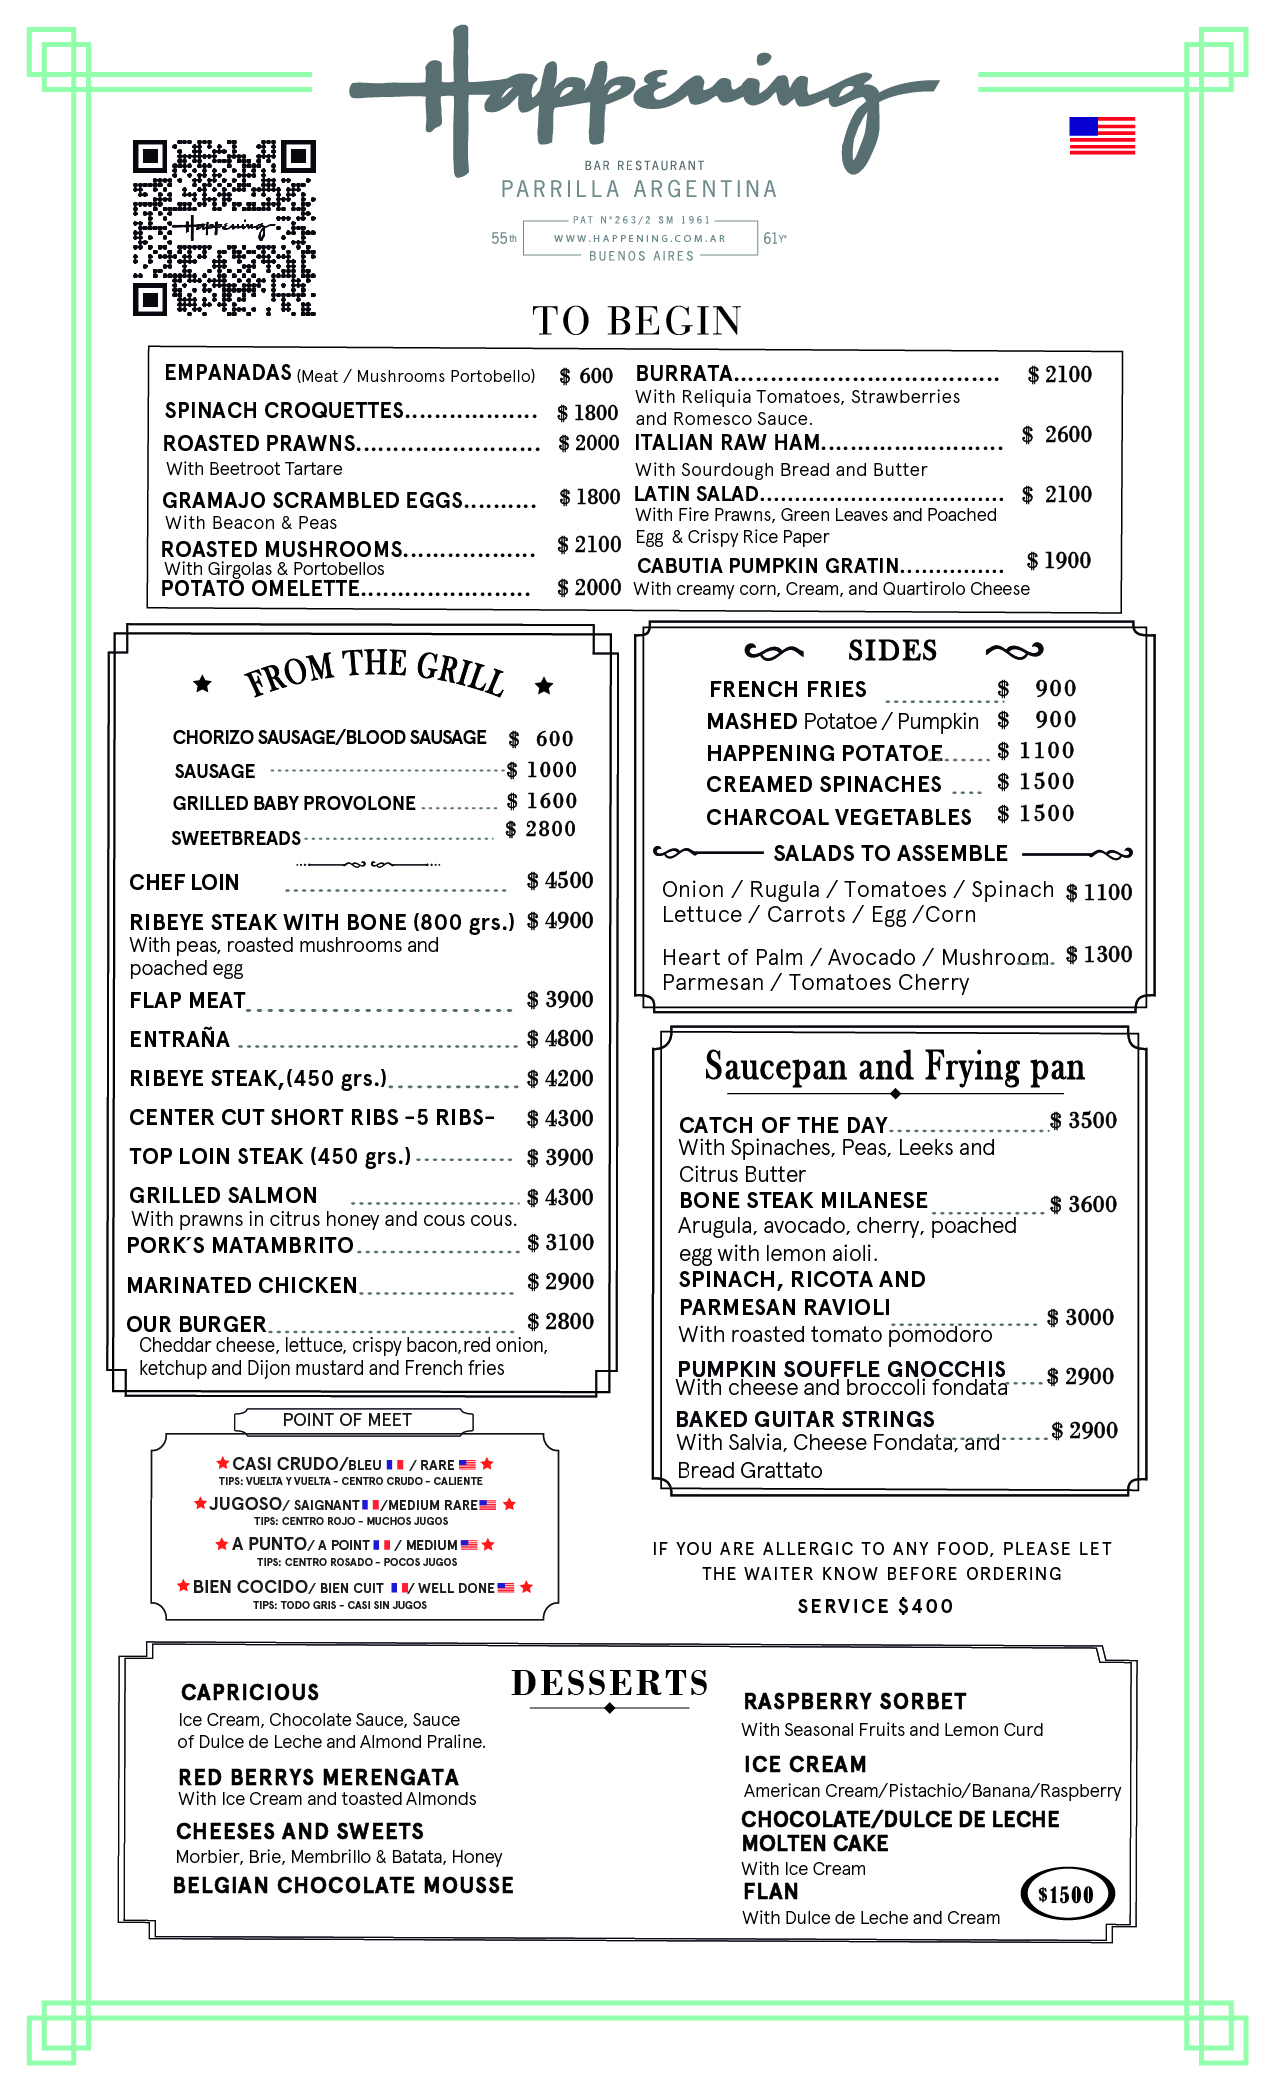 Happening
BAR RESTAURANT
PARRILLA ARGENTINA
PAT N°263/2 SM 1961
55th WWW.HAPPENING.COM.AR 61Yº
BUENOS AIRES
Happening
TO BEGIN
EMPANADAS (Meat / Mushrooms Portobello) $ 600
SPINACH CROQUETTES.................. $ 1800
ROASTED PRAWNS......................... $ 2000
With Beetroot Tartare
GRAMAJO SCRAMBLED EGGS.......... $ 1800
With Beacon & Peas
ROASTED MUSHROOMS.................. $ 2100
With Girgolas & Portobellos
POTATO OMELETTE....................... $ 2000
BURRATA.................................... $ 2100
With Reliquia Tomatoes, Strawberries
and Romesco Sauce.
ITALIAN RAW HAM......................... $ 2600
With Sourdough Bread and Butter
LATIN SALAD.................................. $ 2100
With Fire Prawns, Green Leaves and Poached
Egg & Crispy Rice Paper
CABUTIA PUMPKIN GRATIN.............. $ 1900
With creamy corn, Cream, and Quartirolo Cheese
FROM THE GRILL
CHORIZO SAUSAGE/BLOOD SAUSAGE $ 600
SAUSAGE $ 1000
GRILLED BABY PROVOLONE $ 1600
SWEETBREADS $ 2800
CHEF LOIN $ 4500
RIBEYE STEAK WITH BONE (800 grs.) $ 4900
With peas, roasted mushrooms and
poached egg
FLAP MEAT $ 3900
ENTRAÑA $ 4800
RIBEYE STEAK,(450 grs.) $ 4200
CENTER CUT SHORT RIBS -5 RIBS- $ 4300
TOP LOIN STEAK (450 grs.) $ 3900
GRILLED SALMON $ 4300
With prawns in citrus honey and cous cous.
PORK´S MATAMBRITO $ 3100
MARINATED CHICKEN $ 2900
OUR BURGER $ 2800
Cheddar cheese, lettuce, crispy bacon,red onion,
ketchup and Dijon mustard and French fries
SIDES
FRENCH FRIES $ 900
MASHED Potatoe / Pumpkin $ 900
HAPPENING POTATOE $ 1100
CREAMED SPINACHES $ 1500
CHARCOAL VEGETABLES $ 1500
SALADS TO ASSEMBLE
Onion / Rugula / Tomatoes / Spinach $ 1100
Lettuce / Carrots / Egg /Corn
Heart of Palm / Avocado / Mushroom $ 1300
Parmesan / Tomatoes Cherry
Saucepan and Frying pan
CATCH OF THE DAY $ 3500
With Spinaches, Peas, Leeks and
Citrus Butter
BONE STEAK MILANESE $ 3600
Arugula, avocado, cherry, poached
egg with lemon aioli.
SPINACH, RICOTA AND
PARMESAN RAVIOLI $ 3000
With roasted tomato pomodoro
PUMPKIN SOUFFLE GNOCCHIS $ 2900
With cheese and broccoli fondata
BAKED GUITAR STRINGS $ 2900
With Salvia, Cheese Fondata, and
Bread Grattato
POINT OF MEET
CASI CRUDO/BLEU / RARE
TIPS: VUELTA Y VUELTA - CENTRO CRUDO - CALIENTE
JUGOSO/ SAIGNANT /MEDIUM RARE
TIPS: CENTRO ROJO - MUCHOS JUGOS
A PUNTO/ A POINT / MEDIUM
TIPS: CENTRO ROSADO - POCOS JUGOS
BIEN COCIDO/ BIEN CUIT / WELL DONE
TIPS: TODO GRIS - CASI SIN JUGOS
IF YOU ARE ALLERGIC TO ANY FOOD, PLEASE LET
THE WAITER KNOW BEFORE ORDERING
SERVICE $400
DESSERTS
CAPRICIOUS
Ice Cream, Chocolate Sauce, Sauce
of Dulce de Leche and Almond Praline.
RED BERRYS MERENGATA
With Ice Cream and toasted Almonds
CHEESES AND SWEETS
Morbier, Brie, Membrillo & Batata, Honey
BELGIAN CHOCOLATE MOUSSE
RASPBERRY SORBET
With Seasonal Fruits and Lemon Curd
ICE CREAM
American Cream/Pistachio/Banana/Raspberry
CHOCOLATE/DULCE DE LECHE
MOLTEN CAKE
With Ice Cream
FLAN
With Dulce de Leche and Cream
$1500